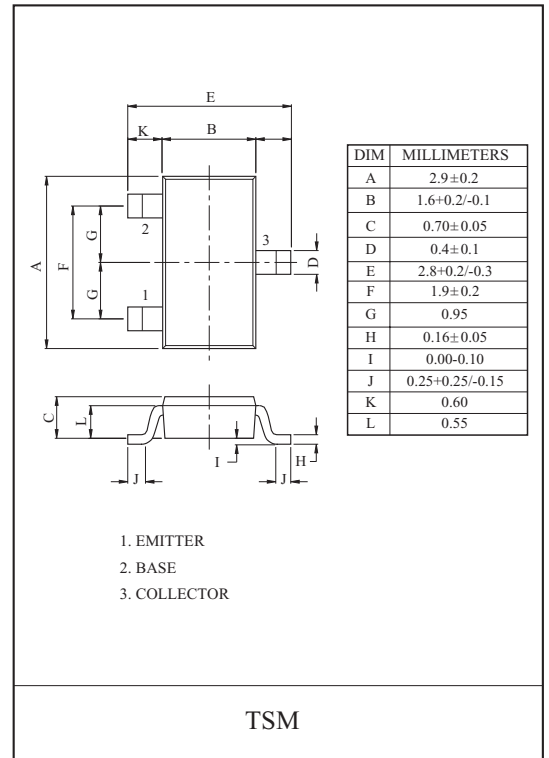 E
K B
A F G G 2 1 3 D
C L I H
J J
DIM MILLIMETERS
A 2.9±0.2
B 1.6+0.2/-0.1
C 0.70±0.05
D 0.4±0.1
E 2.8+0.2/-0.3
F 1.9±0.2
G 0.95
H 0.16±0.05
I 0.00-0.10
J 0.25+0.25/-0.15
K 0.60
L 0.55
1. EMITTER
2. BASE
3. COLLECTOR
TSM